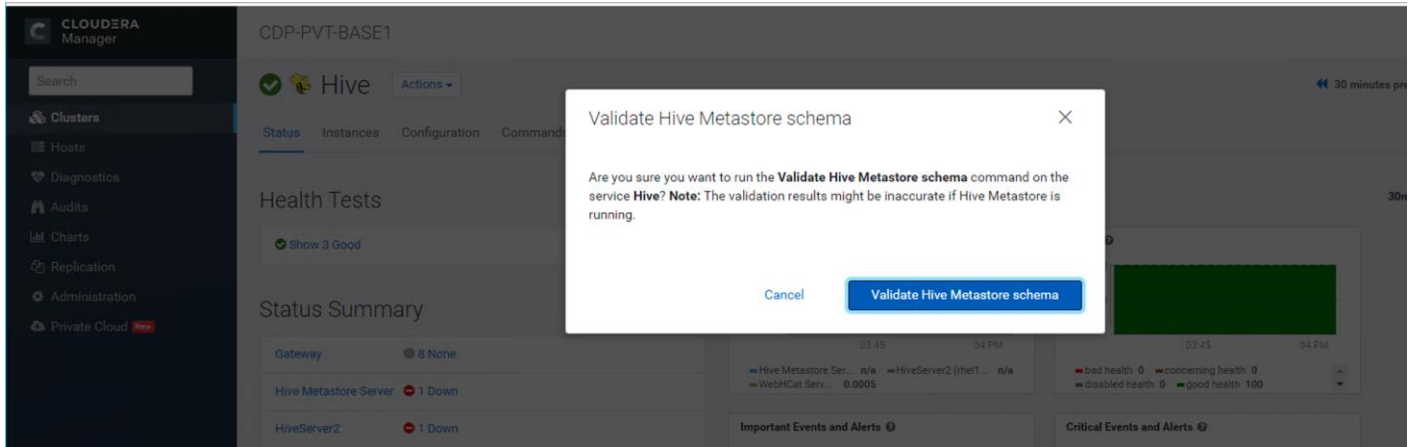 CLOUDERA
Manager
CDP-PVT-BASE1
Search
Hive
Actions
30 minutes pre
Clusters
Hosts
Diagnostics
Audits
Charts
Replication
Administration
Private Cloud New
Status Instances Configuration Command
Validate Hive Metastore schema
Are you sure you want to run the Validate Hive Metastore schema command on the
service Hive? Note: The validation results might be inaccurate if Hive Metastore is
running.
Cancel
Validate Hive Metastore schema
Health Tests
30m
Show 3 Good
Status Summary
Gateway 8 None
Hive Metastore Server 1 Down
HiveServer2 1 Down
03:45 04 PM
Hive Metastore Ser... n/a HiveServer2 (rhel1... n/a
WebHCat Serv... 0.0005
03:45 04 PM
bad health 0 concerning health 0
disabled health 0 good health 100
Important Events and Alerts
Critical Events and Alerts